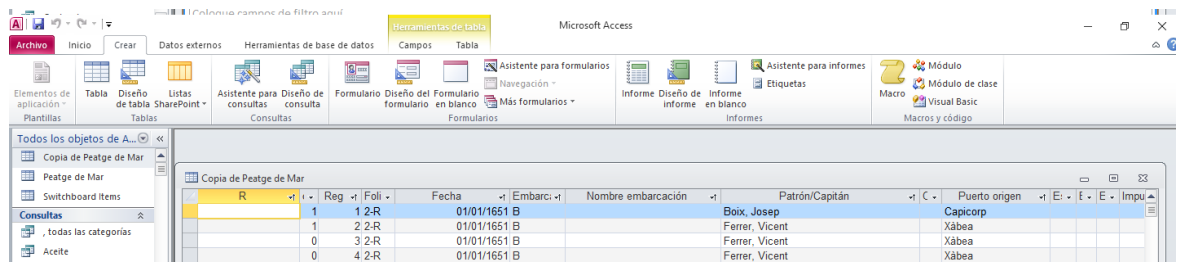 Coloque campos de filtro aquí
Herramientas de tabla
Microsoft Access
Archivo Inicio Crear Datos externos Herramientas de base de datos Campos Tabla
Elementos de aplicación
Tabla
Diseño de tabla
Listas SharePoint
Asistente para consultas
Diseño de consulta
Formulario
Diseño del formulario
Formulario en blanco
Asistente para formularios
Navegación
Más formularios
Informe
Diseño de informe
Informe en blanco
Asistente para informes
Etiquetas
Macro
Módulo
Módulo de clase
Visual Basic
Plantillas Tablas Consultas Formularios Informes Macros y código
Todos los objetos de A...
Copia de Peatge de Mar
Peatge de Mar
Switchboard Items
Consultas
, todas las categorías
Aceite
Copia de Peatge de Mar
R Reg Foli Fecha Embarc Nombre embarcación Patrón/Capitán C Puerto origen E E E Impu
1 1 2-R 01/01/1651 B Boix, Josep Capicorp
1 2 2-R 01/01/1651 B Ferrer, Vicent Xàbea
0 3 2-R 01/01/1651 B Ferrer, Vicent Xàbea
0 4 2-R 01/01/1651 B Ferrer, Vicent Xàbea